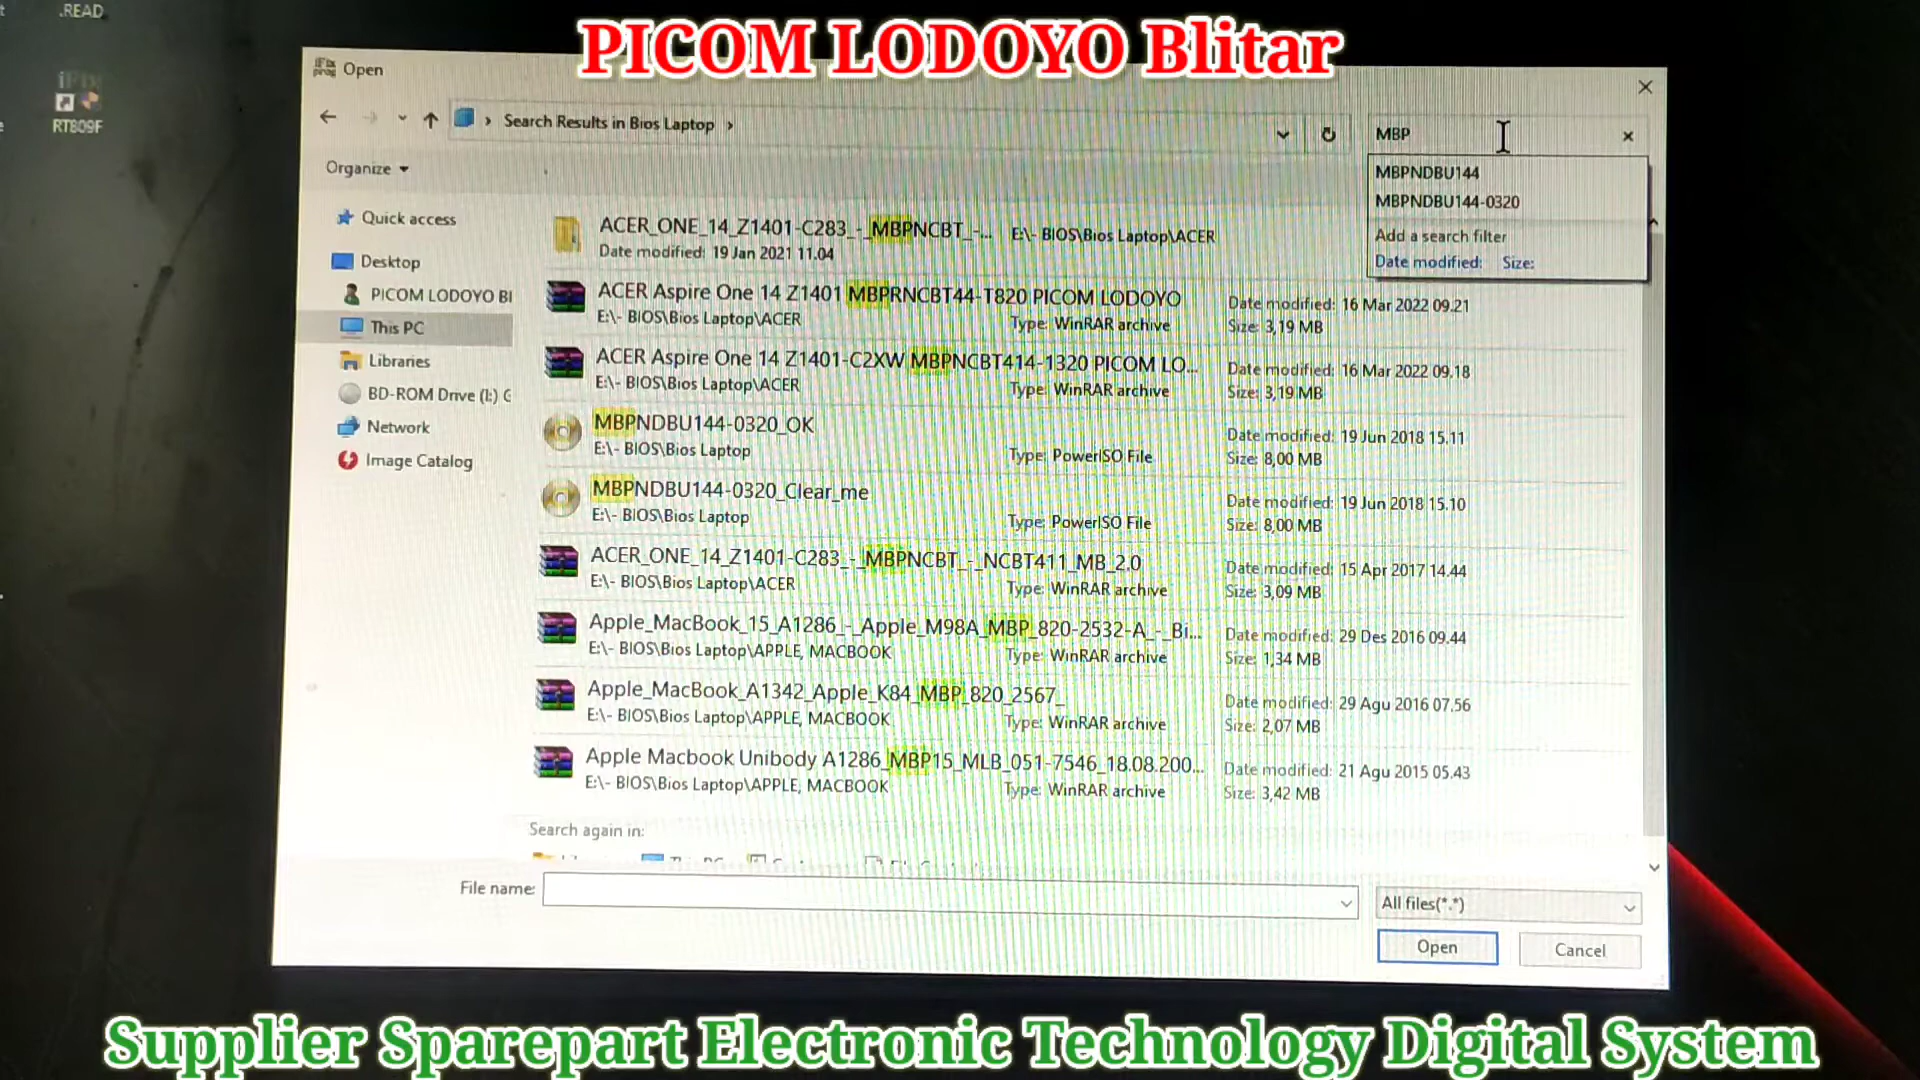 PICOM LODOYO Blitar
.READ
iFix
RT809F
iFix prog Open
Search Results in Bios Laptop
MBP
MBPNDBU144
MBPNDBU144-0320
Add a search filter
Date modified: Size:
Organize
Quick access
Desktop
PICOM LODOYO BI
This PC
Libraries
BD-ROM Drive (I:) G
Network
Image Catalog
ACER_ONE_14_Z1401-C283_-_MBPNCBT_-... E:\- BIOS\Bios Laptop\ACER
Date modified: 19 Jan 2021 11.04
ACER Aspire One 14 Z1401 MBPRNCBT44-T820 PICOM LODOYO Date modified: 16 Mar 2022 09.21
E:\- BIOS\Bios Laptop\ACER Type: WinRAR archive Size: 3,19 MB
ACER Aspire One 14 Z1401-C2XW MBPNCBT414-1320 PICOM LO... Date modified: 16 Mar 2022 09.18
E:\- BIOS\Bios Laptop\ACER Type: WinRAR archive Size: 3,19 MB
MBPNDBU144-0320_OK Date modified: 19 Jun 2018 15.11
E:\- BIOS\Bios Laptop Type: PowerISO File Size: 8,00 MB
MBPNDBU144-0320_Clear_me Date modified: 19 Jun 2018 15.10
E:\- BIOS\Bios Laptop Type: PowerISO File Size: 8,00 MB
ACER_ONE_14_Z1401-C283_-_MBPNCBT_-_NCBT411_MB_2.0 Date modified: 15 Apr 2017 14.44
E:\- BIOS\Bios Laptop\ACER Type: WinRAR archive Size: 3,09 MB
Apple_MacBook_15_A1286_-_Apple_M98A_MBP_820-2532-A_-_Bi... Date modified: 29 Des 2016 09.44
E:\- BIOS\Bios Laptop\APPLE, MACBOOK Type: WinRAR archive Size: 1,34 MB
Apple_MacBook_A1342_Apple_K84_MBP_820_2567_ Date modified: 29 Agu 2016 07.56
E:\- BIOS\Bios Laptop\APPLE, MACBOOK Type: WinRAR archive Size: 2,07 MB
Apple Macbook Unibody A1286_MBP15_MLB_051-7546_18.08.200... Date modified: 21 Agu 2015 05.43
E:\- BIOS\Bios Laptop\APPLE, MACBOOK Type: WinRAR archive Size: 3,42 MB
Search again in:
File name:
All files(*.*)
Open Cancel
Supplier Sparepart Electronic Technology Digital System